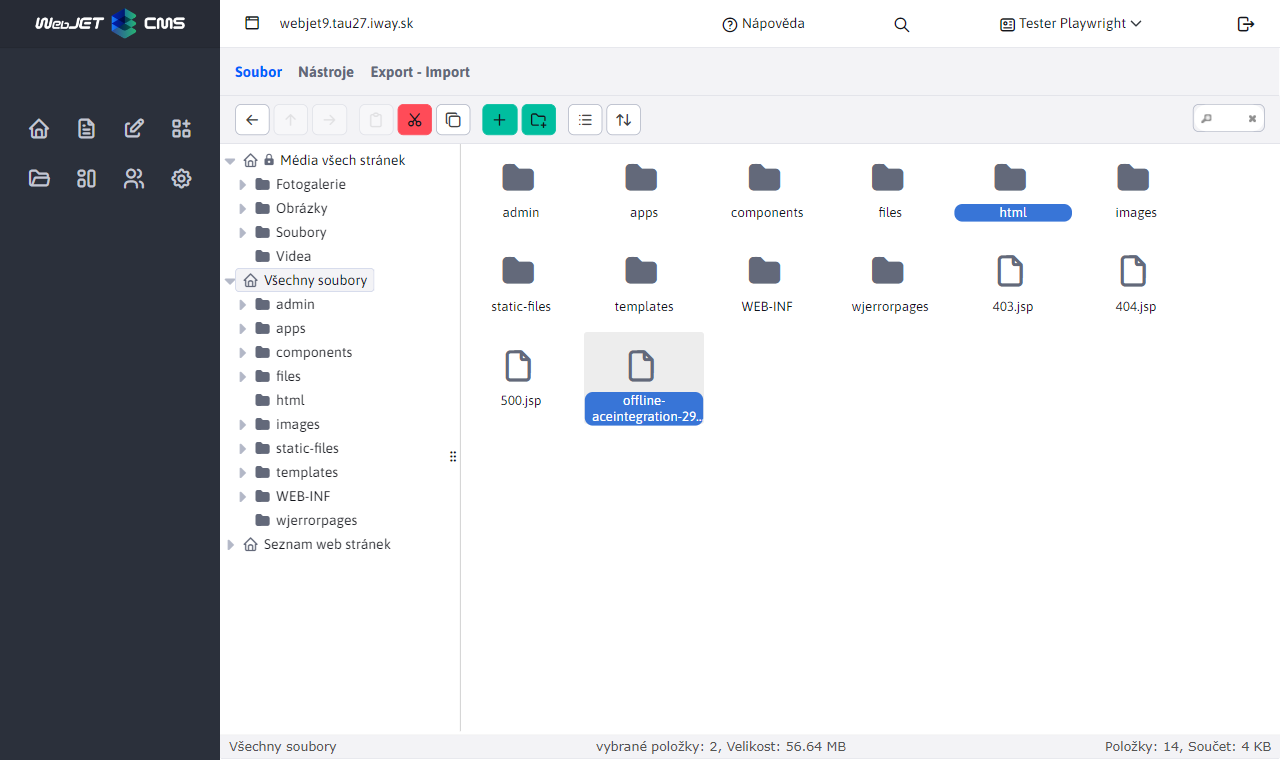 WebJET CMS
webjet9.tau27.iway.sk
Nápověda
Tester Playwright
Soubor
Nástroje
Export - Import
Média všech stránek
Fotogalerie
Obrázky
Soubory
Videa
Všechny soubory
admin
apps
components
files
html
images
static-files
templates
WEB-INF
wjerrorpages
Seznam web stránek
admin
apps
components
files
html
images
static-files
templates
WEB-INF
wjerrorpages
403.jsp
404.jsp
500.jsp
offline-
aceintegration-29...
Všechny soubory
vybrané položky: 2, Velikost: 56.64 MB
Položky: 14, Součet: 4 KB